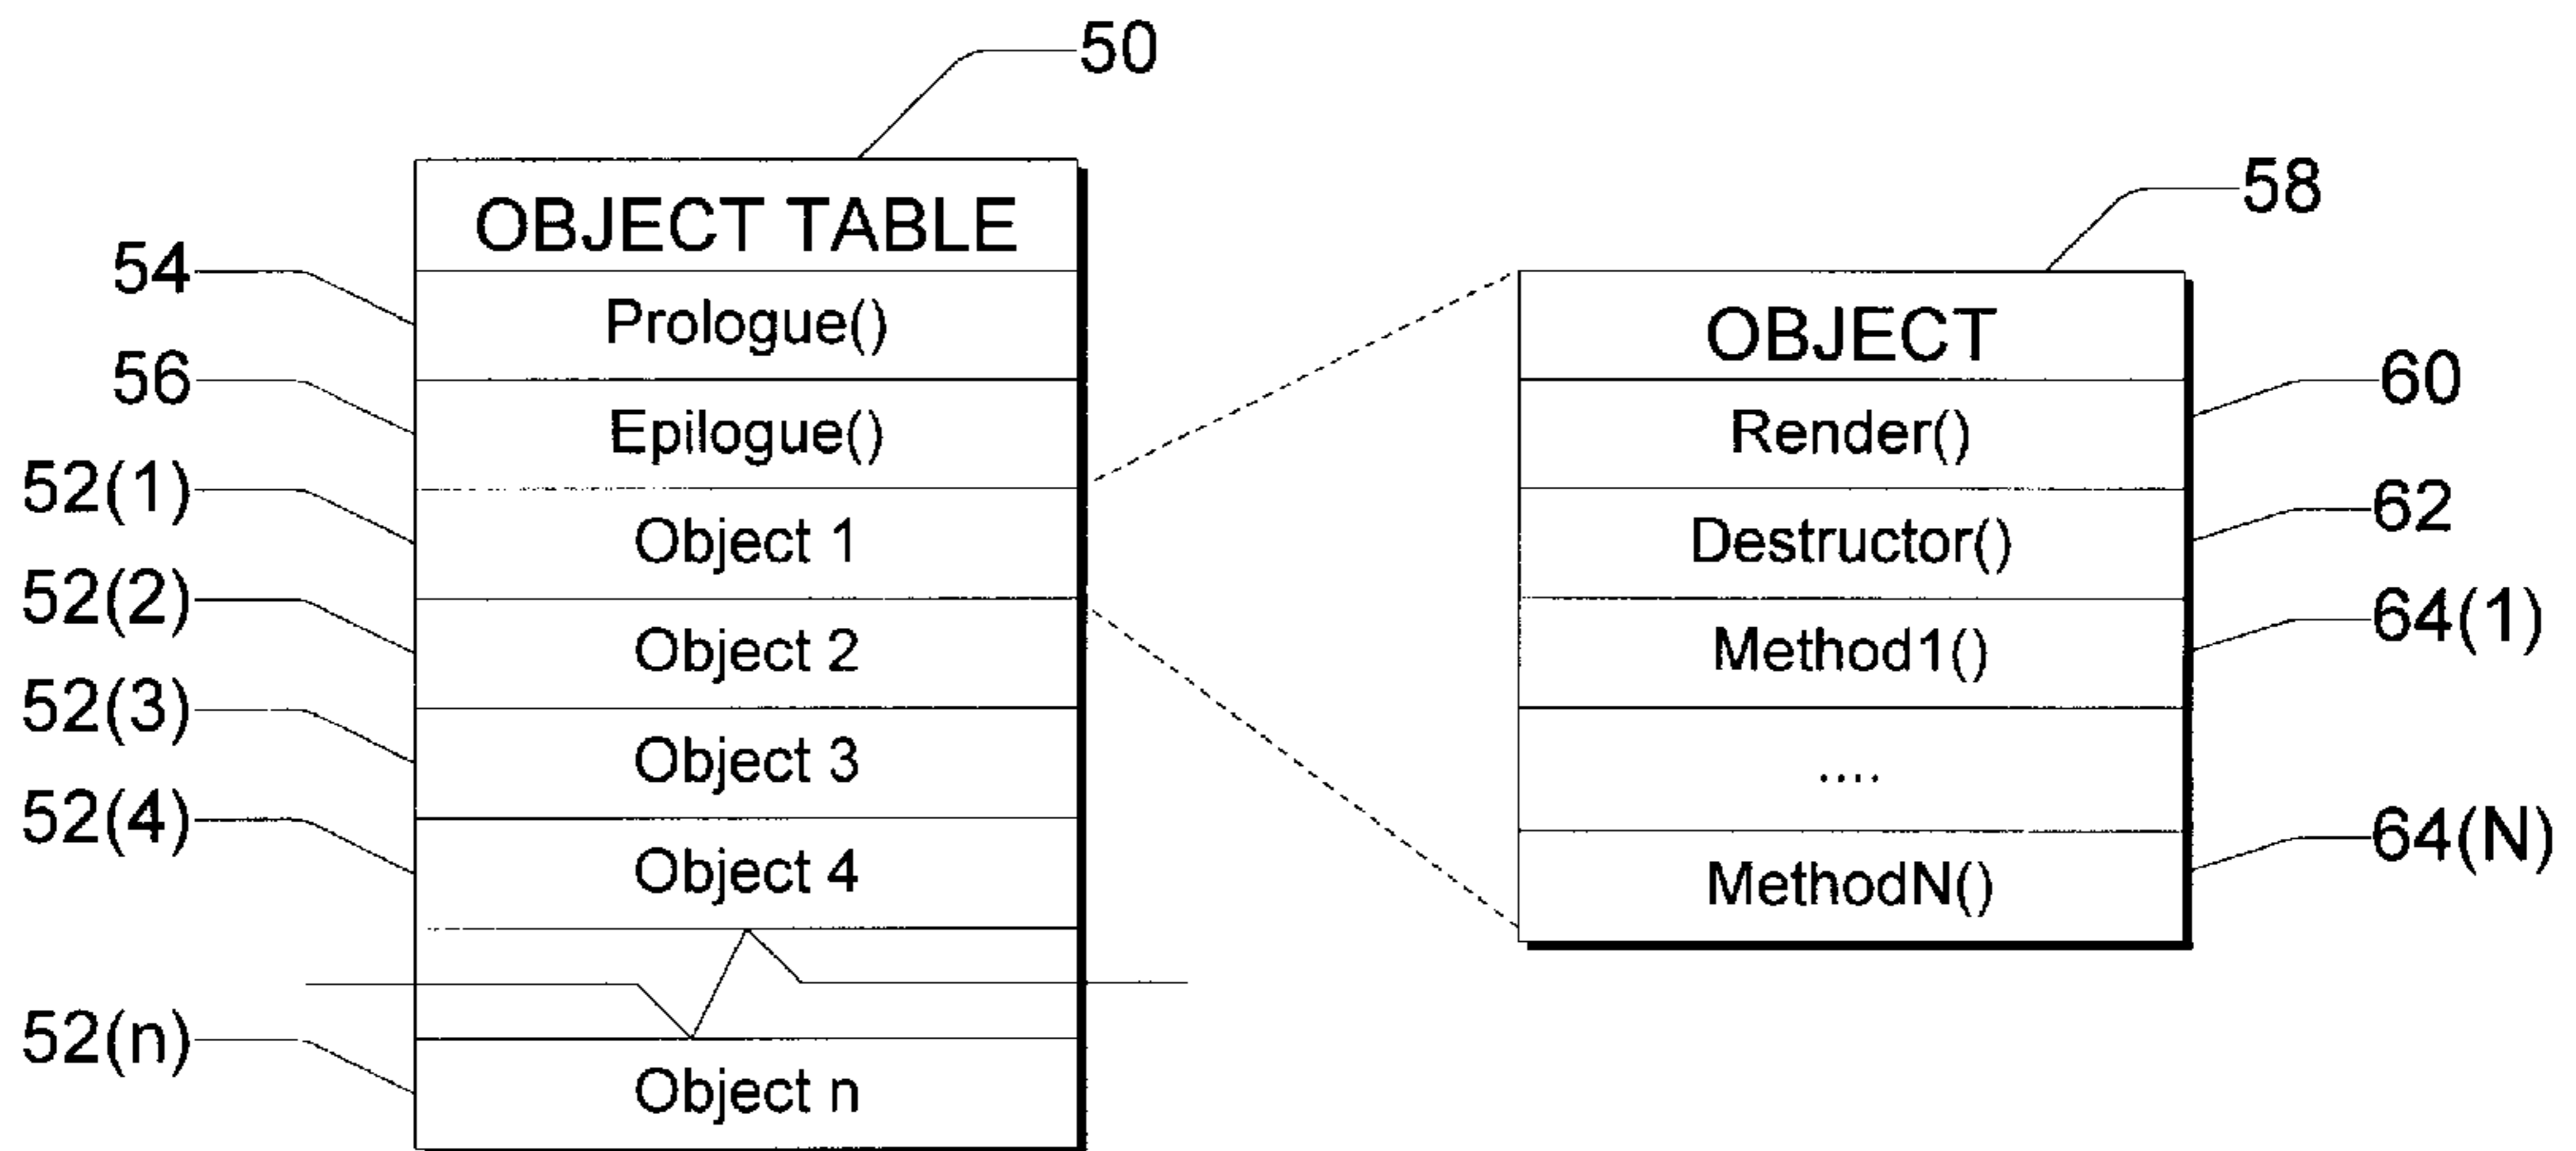 50
OBJECT TABLE
54
Prologue()
56
Epilogue()
52(1)
Object 1
52(2)
Object 2
52(3)
Object 3
52(4)
Object 4
52(n)
Object n
58
OBJECT
60
Render()
62
Destructor()
64(1)
Method1()
....
64(N)
MethodN()